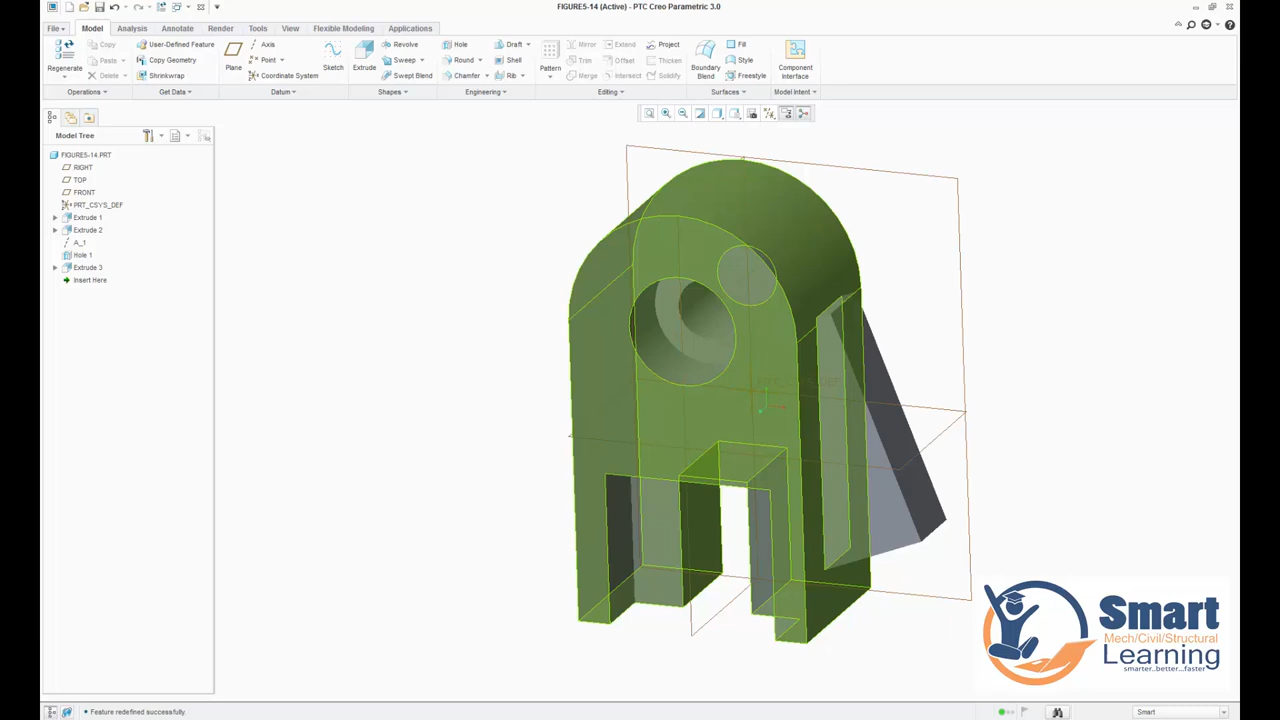 FIGURE5-14 (Active) - PTC Creo Parametric 3.0
File Model Analysis Annotate Render Tools View Flexible Modeling Applications
Regenerate Copy Paste Delete User-Defined Feature Copy Geometry Shrinkwrap Plane Axis Point Coordinate System Sketch Extrude Revolve Sweep Swept Blend Hole Round Chamfer Draft Shell Rib Pattern Mirror Trim Merge Extend Offset Intersect Project Thicken Solidify Boundary Blend Fill Style Freestyle Component Interface
Operations Get Data Datum Shapes Engineering Editing Surfaces Model Intent
Model Tree
FIGURE5-14.PRT
RIGHT
TOP
FRONT
PRT_CSYS_DEF
Extrude 1
Extrude 2
A_1
Hole 1
Extrude 3
Insert Here
PRT_CSYS_DEF
Smart
Mech/Civil/Structural
Learning
smarter..better...faster
Feature redefined successfully.
Smart